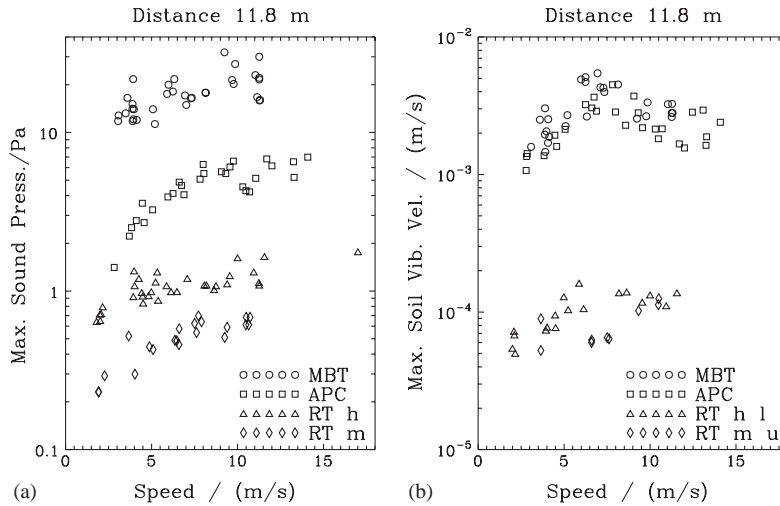 Distance 11.8 m
Max. Sound Press./Pa
10
1
0.1
0
5
10
15
MBT
APC
RT h
RT m
(a)
Speed / (m/s)
Distance 11.8 m
Max. Soil Vib. Vel. / (m/s)
10⁻²
10⁻³
10⁻⁴
10⁻⁵
0
5
10
15
MBT
APC
RT h l
RT m u
(b)
Speed / (m/s)